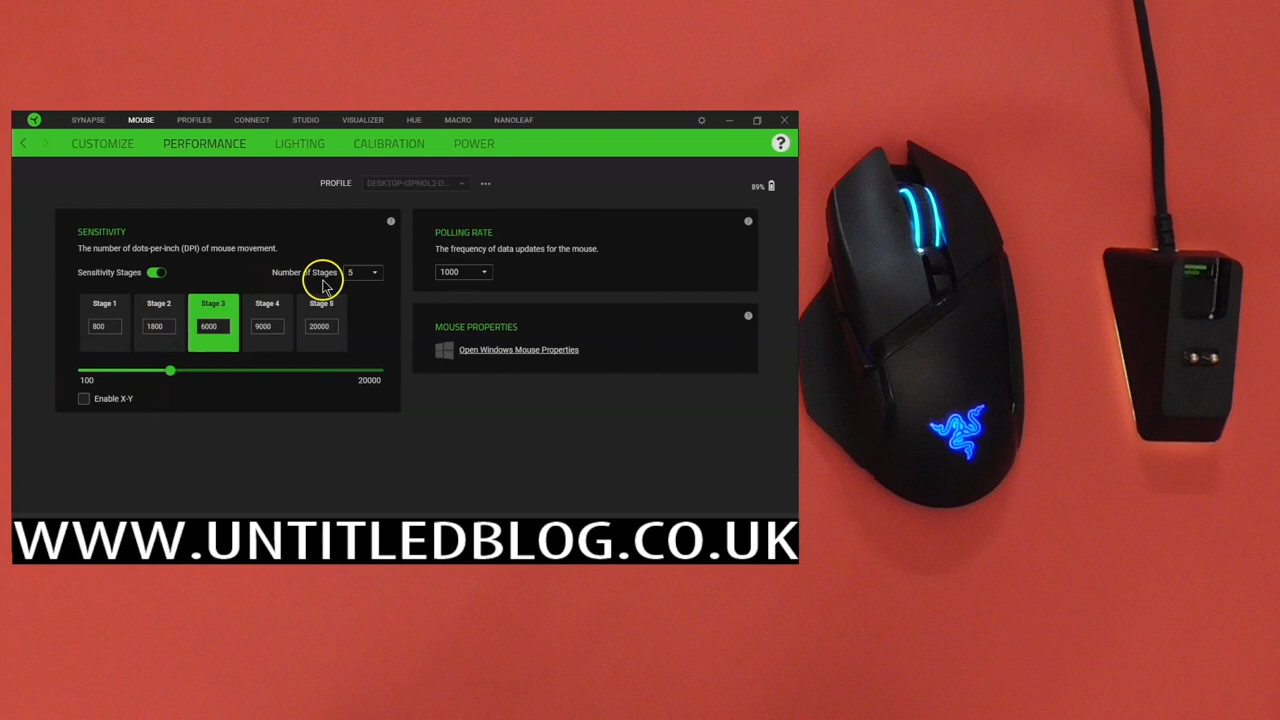 SYNAPSE MOUSE PROFILES CONNECT STUDIO VISUALIZER HUE MACRO NANOLEAF
CUSTOMIZE PERFORMANCE LIGHTING CALIBRATION POWER ?
PROFILE DESKTOP-I3PNOL2-D...
89%
SENSITIVITY
The number of dots-per-inch (DPI) of mouse movement.
Sensitivity Stages Number of Stages 5
Stage 1 Stage 2 Stage 3 Stage 4 Stage 5
800 1800 6000 9000 20000
100 20000
Enable X-Y
POLLING RATE
The frequency of data updates for the mouse.
1000
MOUSE PROPERTIES
Open Windows Mouse Properties
WWW.UNTITLEDBLOG.CO.UK